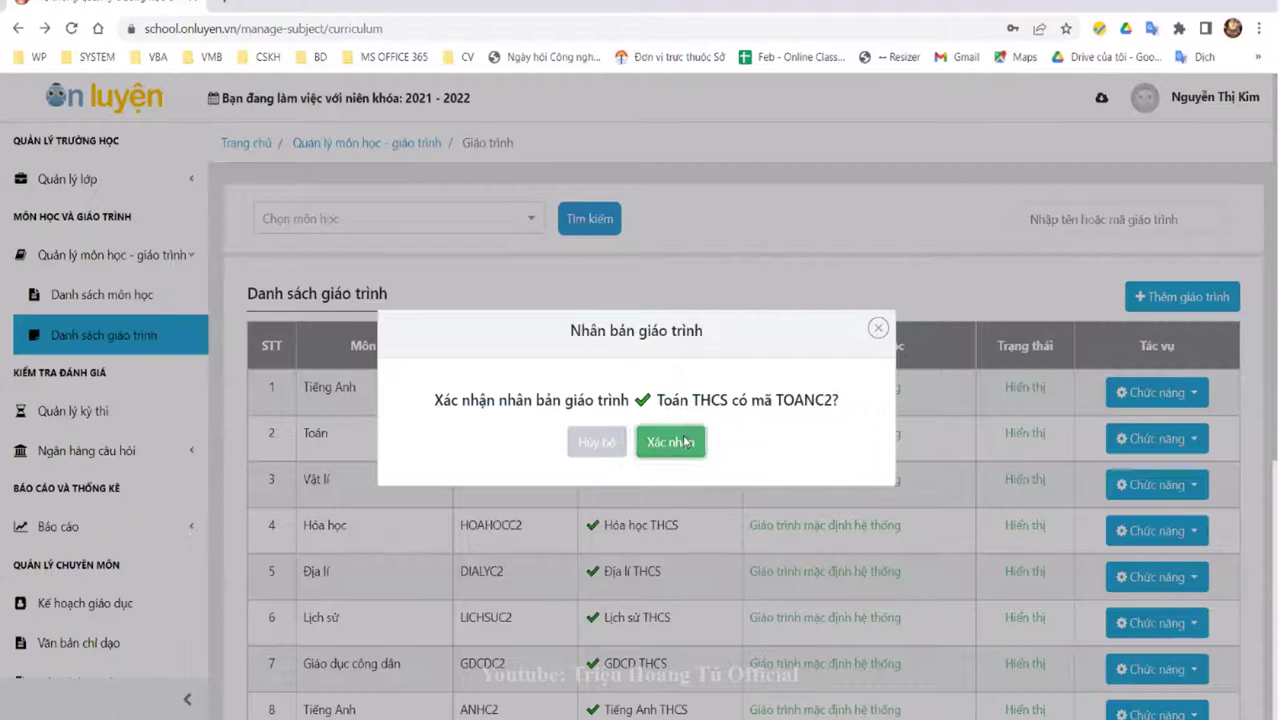 school.onluyen.vn/manage-subject/curriculum
WP SYSTEM VBA VMB CSKH BD MS OFFICE 365 CV Ngày hội Công ngh... Đơn vị trực thuộc Sở Feb - Online Class... -- Resizer Gmail Maps Drive của tôi - Goo... Dịch »
ôn luyện
Bạn đang làm việc với niên khóa: 2021 - 2022
Nguyễn Thị Kim
QUẢN LÝ TRƯỜNG HỌC
Quản lý lớp
MÔN HỌC VÀ GIÁO TRÌNH
Quản lý môn học - giáo trình
Danh sách môn học
Danh sách giáo trình
KIỂM TRA ĐÁNH GIÁ
Quản lý kỳ thi
Ngân hàng câu hỏi
BÁO CÁO VÀ THỐNG KÊ
Báo cáo
QUẢN LÝ CHUYÊN MÔN
Kế hoạch giáo dục
Văn bản chỉ đạo
Trang chủ / Quản lý môn học - giáo trình / Giáo trình
Chọn môn học Tìm kiếm Nhập tên hoặc mã giáo trình
Danh sách giáo trình
+ Thêm giáo trình
STT Môn Trạng thái Tác vụ
1 Tiếng Anh Hiển thị Chức năng
2 Toán Hiển thị Chức năng
3 Vật lí Hiển thị Chức năng
4 Hóa học HOAHOCC2 Hóa học THCS Giáo trình mặc định hệ thống Hiển thị Chức năng
5 Địa lí DIALYC2 Địa lí THCS Giáo trình mặc định hệ thống Hiển thị Chức năng
6 Lịch sử LICHSUC2 Lịch sử THCS Giáo trình mặc định hệ thống Hiển thị Chức năng
7 Giáo dục công dân GDCDC2 GDCD THCS Giáo trình mặc định hệ thống Hiển thị Chức năng
8 Tiếng Anh ANHC2 Tiếng Anh THCS Giáo trình mặc định hệ thống Hiển thị Chức năng
Nhân bản giáo trình
Xác nhận nhân bản giáo trình ✔ Toán THCS có mã TOANC2?
Hủy bỏ Xác nhận
Youtube: Triệu Hoàng Tú Official